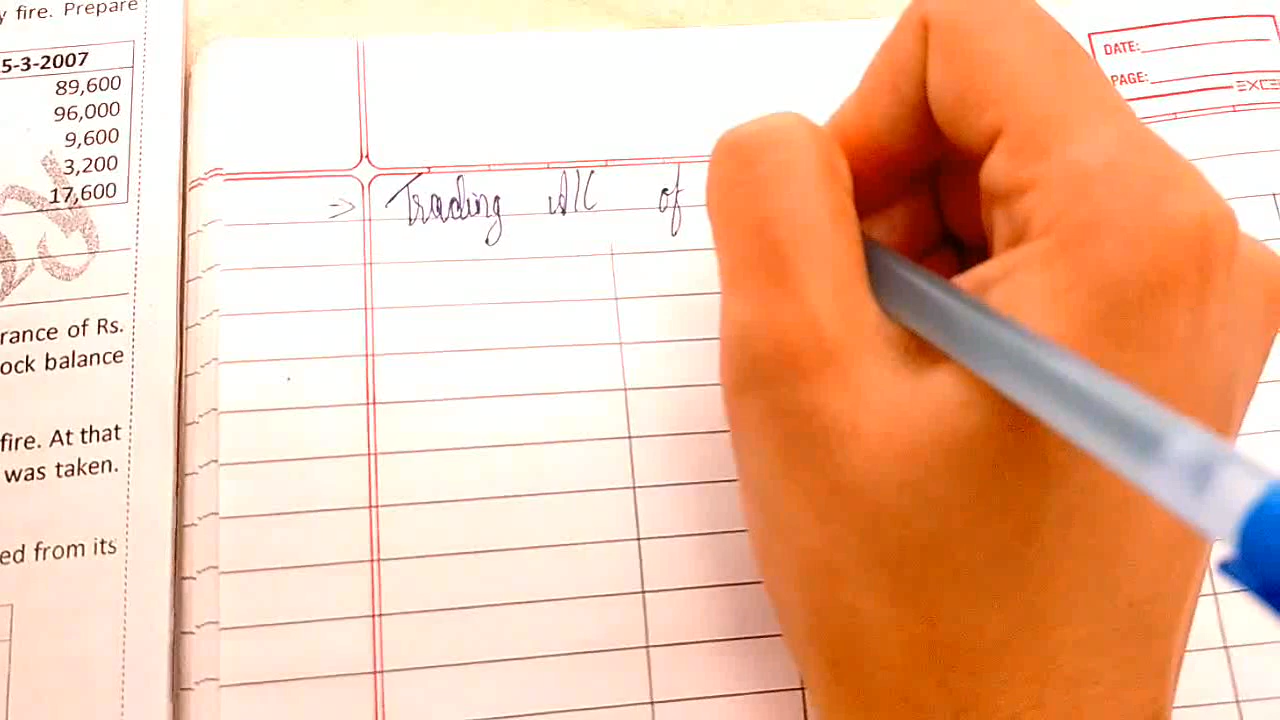 y fire. Prepare
5-3-2007
89,600
96,000
9,600
3,200
17,600
rance of Rs.
ock balance
fire. At that
was taken.
ed from its
DATE:
PAGE:
EXCE
Trading A/C of